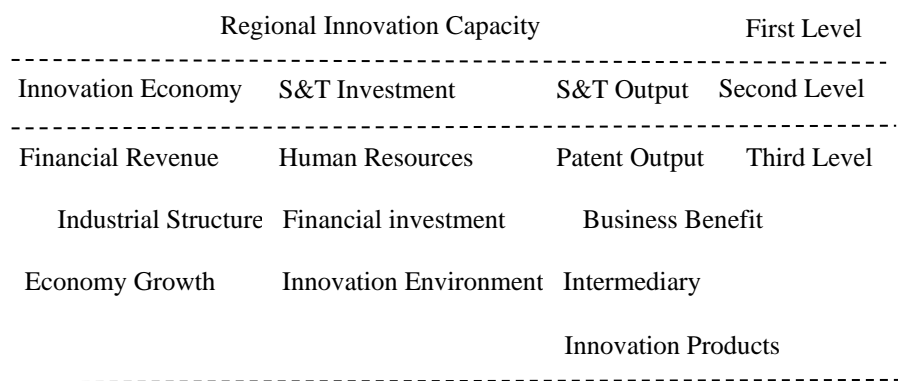 Regional Innovation Capacity First Level
Innovation Economy S&T Investment S&T Output Second Level
Financial Revenue Human Resources Patent Output Third Level
Industrial Structure Financial investment Business Benefit
Economy Growth Innovation Environment Intermediary
Innovation Products